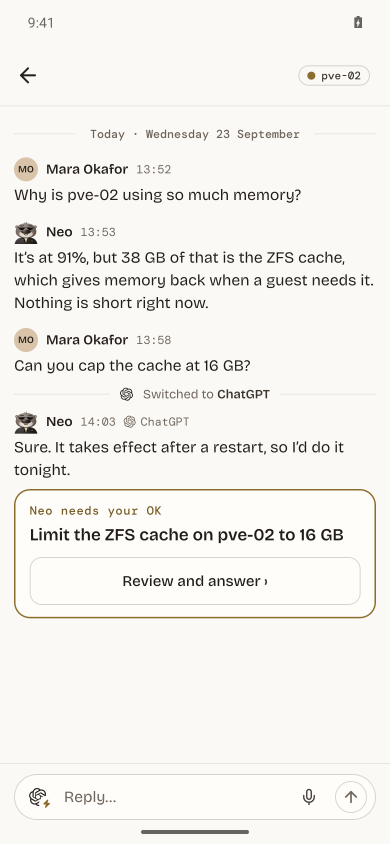 9:41
pve-02
Today · Wednesday 23 September
MO Mara Okafor 13:52
Why is pve-02 using so much memory?
Neo 13:53
It's at 91%, but 38 GB of that is the ZFS cache,
which gives memory back when a guest needs it.
Nothing is short right now.
MO Mara Okafor 13:58
Can you cap the cache at 16 GB?
Switched to ChatGPT
Neo 14:03 ChatGPT
Sure. It takes effect after a restart, so I'd do it
tonight.
Neo needs your OK
Limit the ZFS cache on pve-02 to 16 GB
Review and answer ›
Reply...